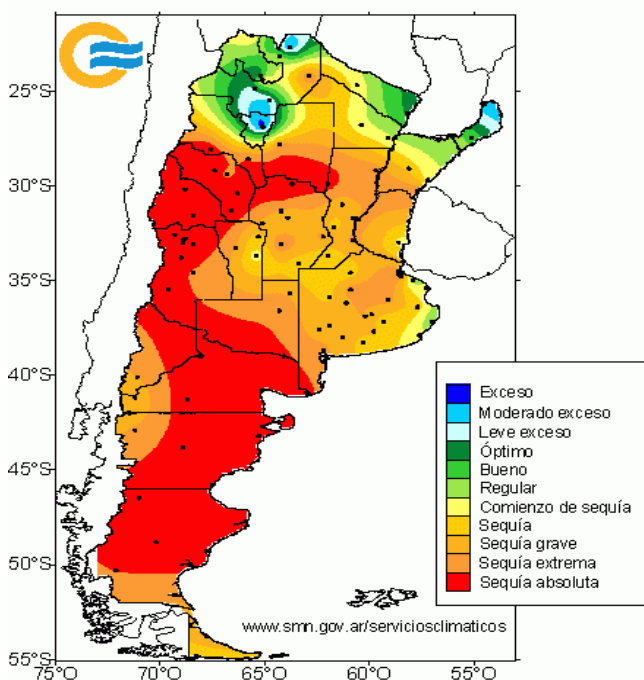 25°S
30°S
35°S
40°S
45°S
50°S
55°S
75°O
70°O
65°O
60°O
55°O
Exceso
Moderado exceso
Leve exceso
Óptimo
Bueno
Regular
Comienzo de sequía
Sequía
Sequía grave
Sequía extrema
Sequía absoluta
www.smn.gov.ar/serviciosclimaticos